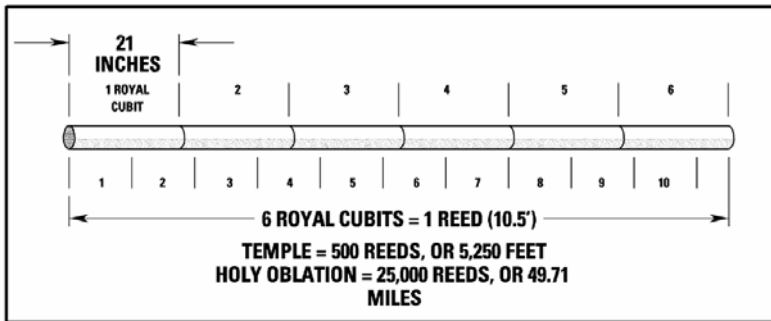 21
INCHES
1 ROYAL
CUBIT
2 3 4 5 6
1 2 3 4 5 6 7 8 9 10
6 ROYAL CUBITS = 1 REED (10.5')
TEMPLE = 500 REEDS, OR 5,250 FEET
HOLY OBLATION = 25,000 REEDS, OR 49.71
MILES